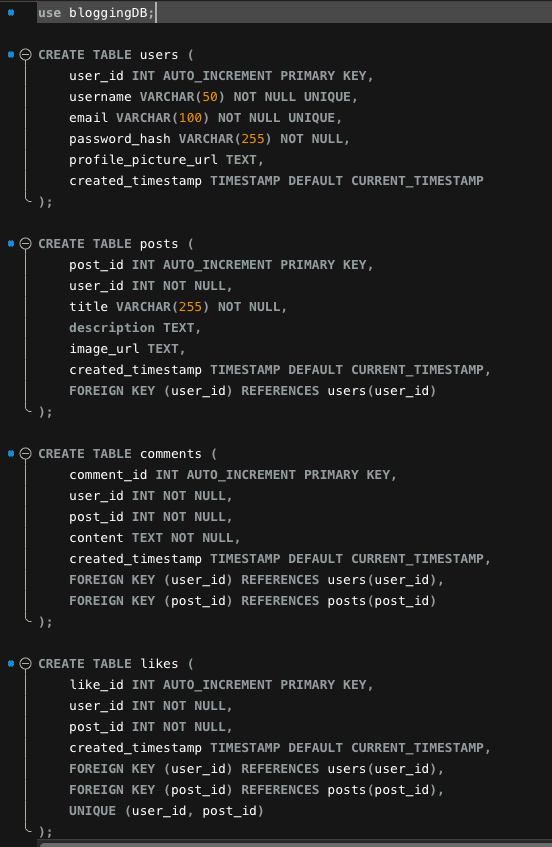 use bloggingDB;
CREATE TABLE users (
user_id INT AUTO_INCREMENT PRIMARY KEY,
username VARCHAR(50) NOT NULL UNIQUE,
email VARCHAR(100) NOT NULL UNIQUE,
password_hash VARCHAR(255) NOT NULL,
profile_picture_url TEXT,
created_timestamp TIMESTAMP DEFAULT CURRENT_TIMESTAMP
);
CREATE TABLE posts (
post_id INT AUTO_INCREMENT PRIMARY KEY,
user_id INT NOT NULL,
title VARCHAR(255) NOT NULL,
description TEXT,
image_url TEXT,
created_timestamp TIMESTAMP DEFAULT CURRENT_TIMESTAMP,
FOREIGN KEY (user_id) REFERENCES users(user_id)
);
CREATE TABLE comments (
comment_id INT AUTO_INCREMENT PRIMARY KEY,
user_id INT NOT NULL,
post_id INT NOT NULL,
content TEXT NOT NULL,
created_timestamp TIMESTAMP DEFAULT CURRENT_TIMESTAMP,
FOREIGN KEY (user_id) REFERENCES users(user_id),
FOREIGN KEY (post_id) REFERENCES posts(post_id)
);
CREATE TABLE likes (
like_id INT AUTO_INCREMENT PRIMARY KEY,
user_id INT NOT NULL,
post_id INT NOT NULL,
created_timestamp TIMESTAMP DEFAULT CURRENT_TIMESTAMP,
FOREIGN KEY (user_id) REFERENCES users(user_id),
FOREIGN KEY (post_id) REFERENCES posts(post_id),
UNIQUE (user_id, post_id)
);